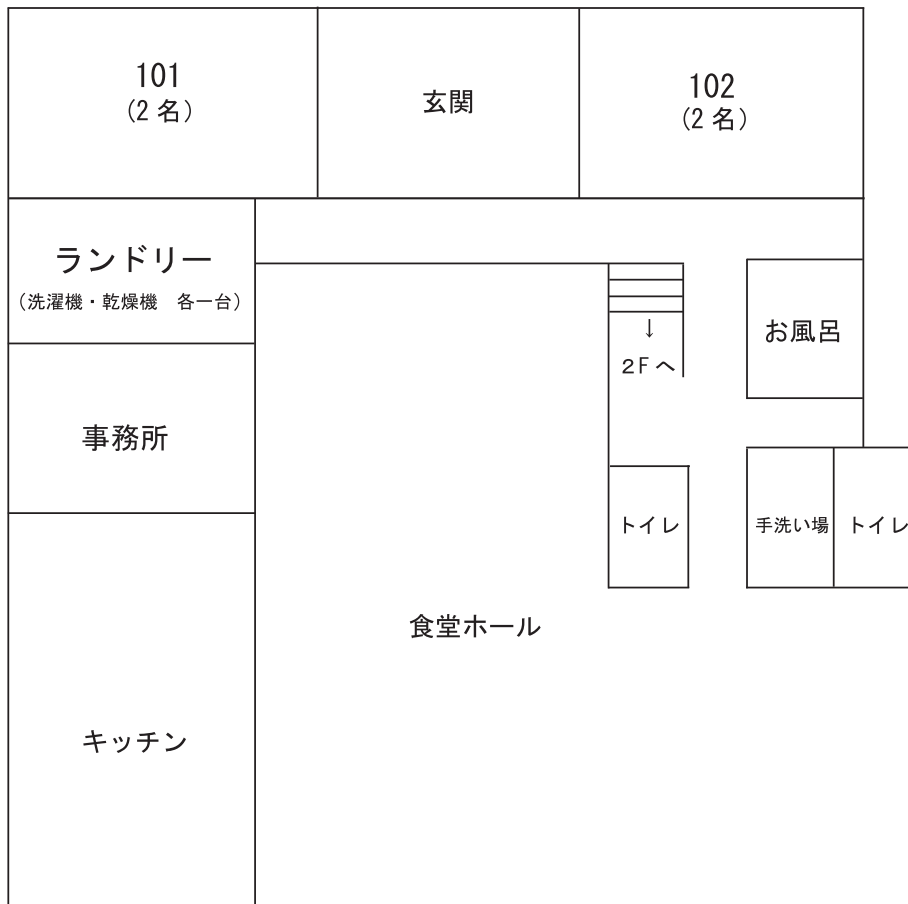 101
(2 名)
玄関
102
(2 名)
ランドリー
(洗濯機・乾燥機　各一台)
↓
2F へ
お風呂
事務所
トイレ
手洗い場
トイレ
食堂ホール
キッチン